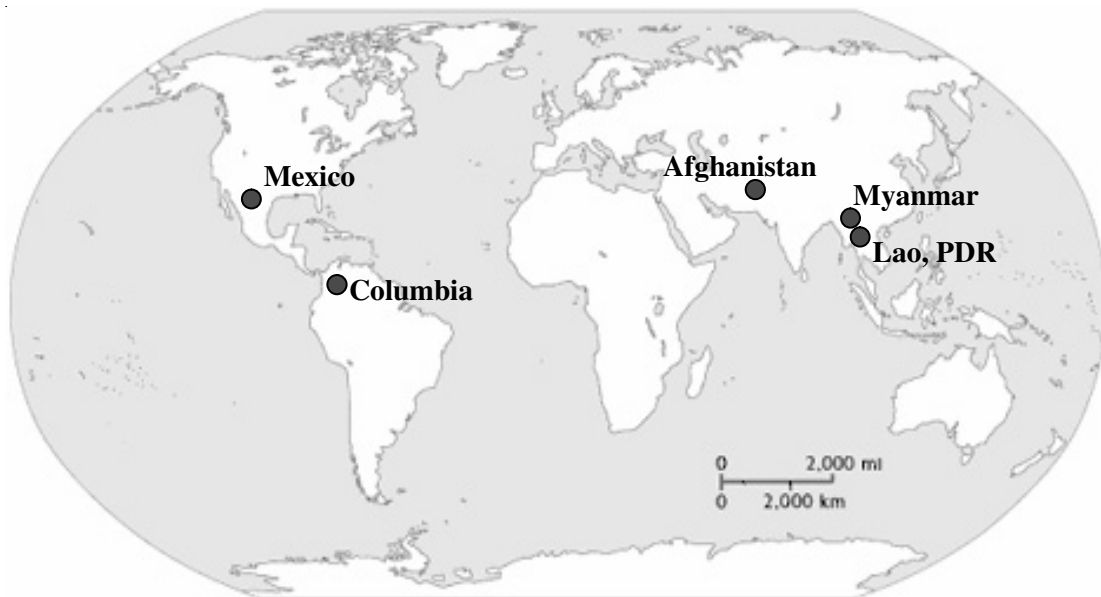 Mexico
Afghanistan
Myanmar
Lao, PDR
Columbia
0 2,000 mi
0 2,000 km